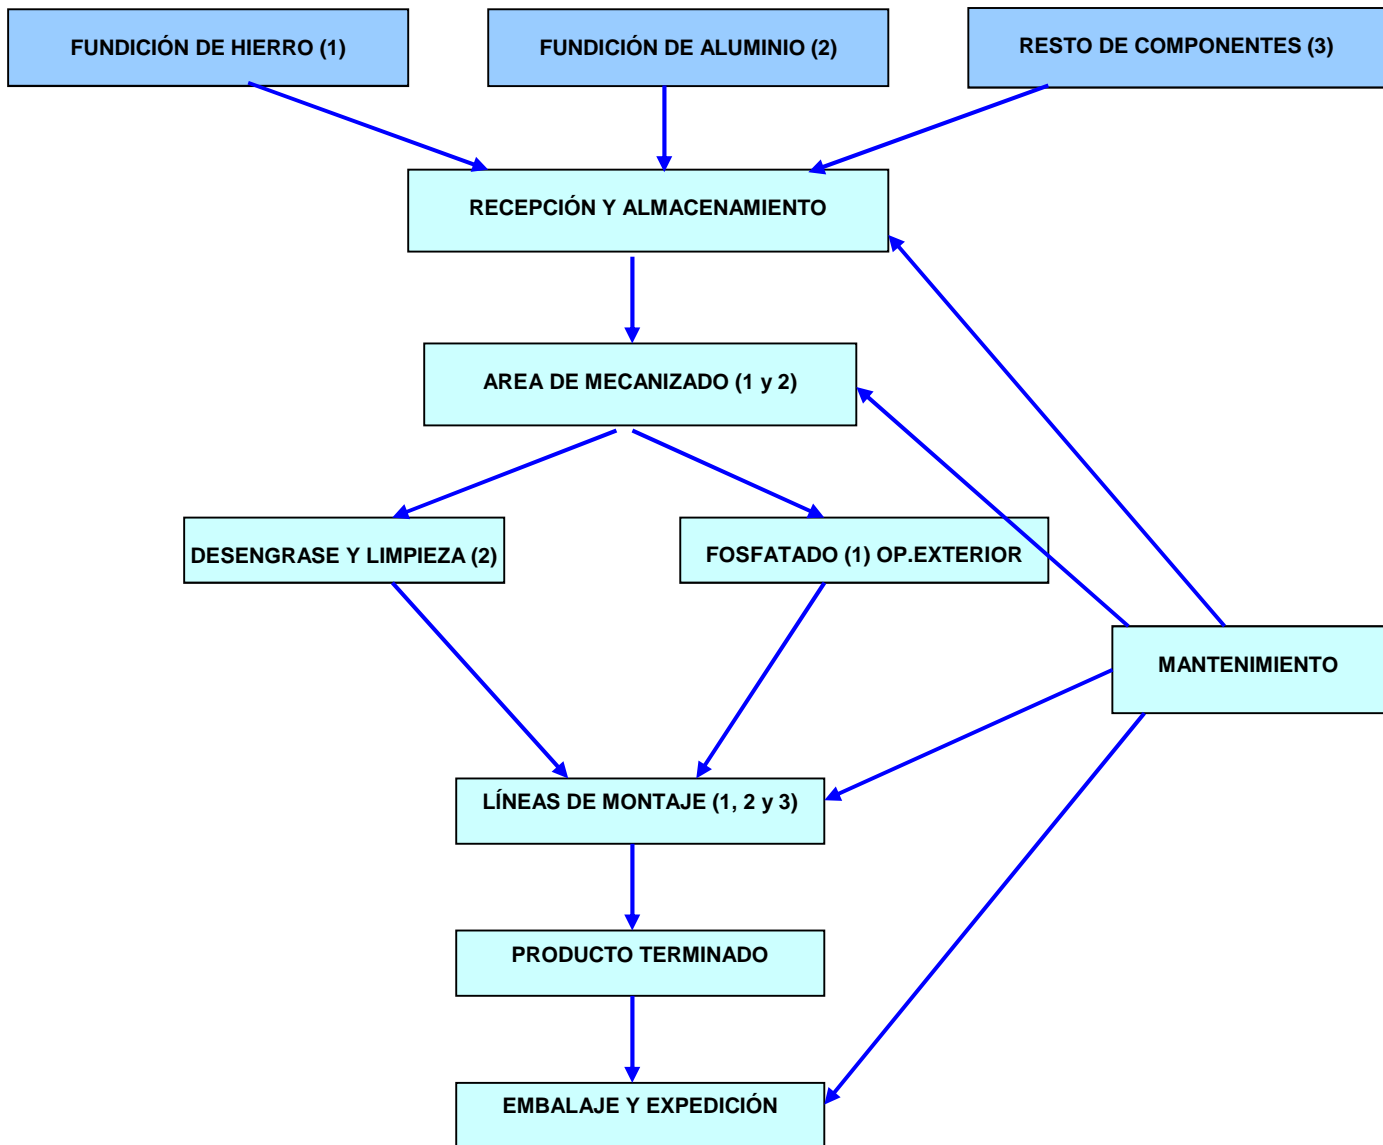 FUNDICIÓN DE HIERRO (1)
FUNDICIÓN DE ALUMINIO (2)
RESTO DE COMPONENTES (3)
RECEPCIÓN Y ALMACENAMIENTO
AREA DE MECANIZADO (1 y 2)
DESENGRASE Y LIMPIEZA (2)
FOSFATADO (1) OP.EXTERIOR
MANTENIMIENTO
LÍNEAS DE MONTAJE (1, 2 y 3)
PRODUCTO TERMINADO
EMBALAJE Y EXPEDICIÓN